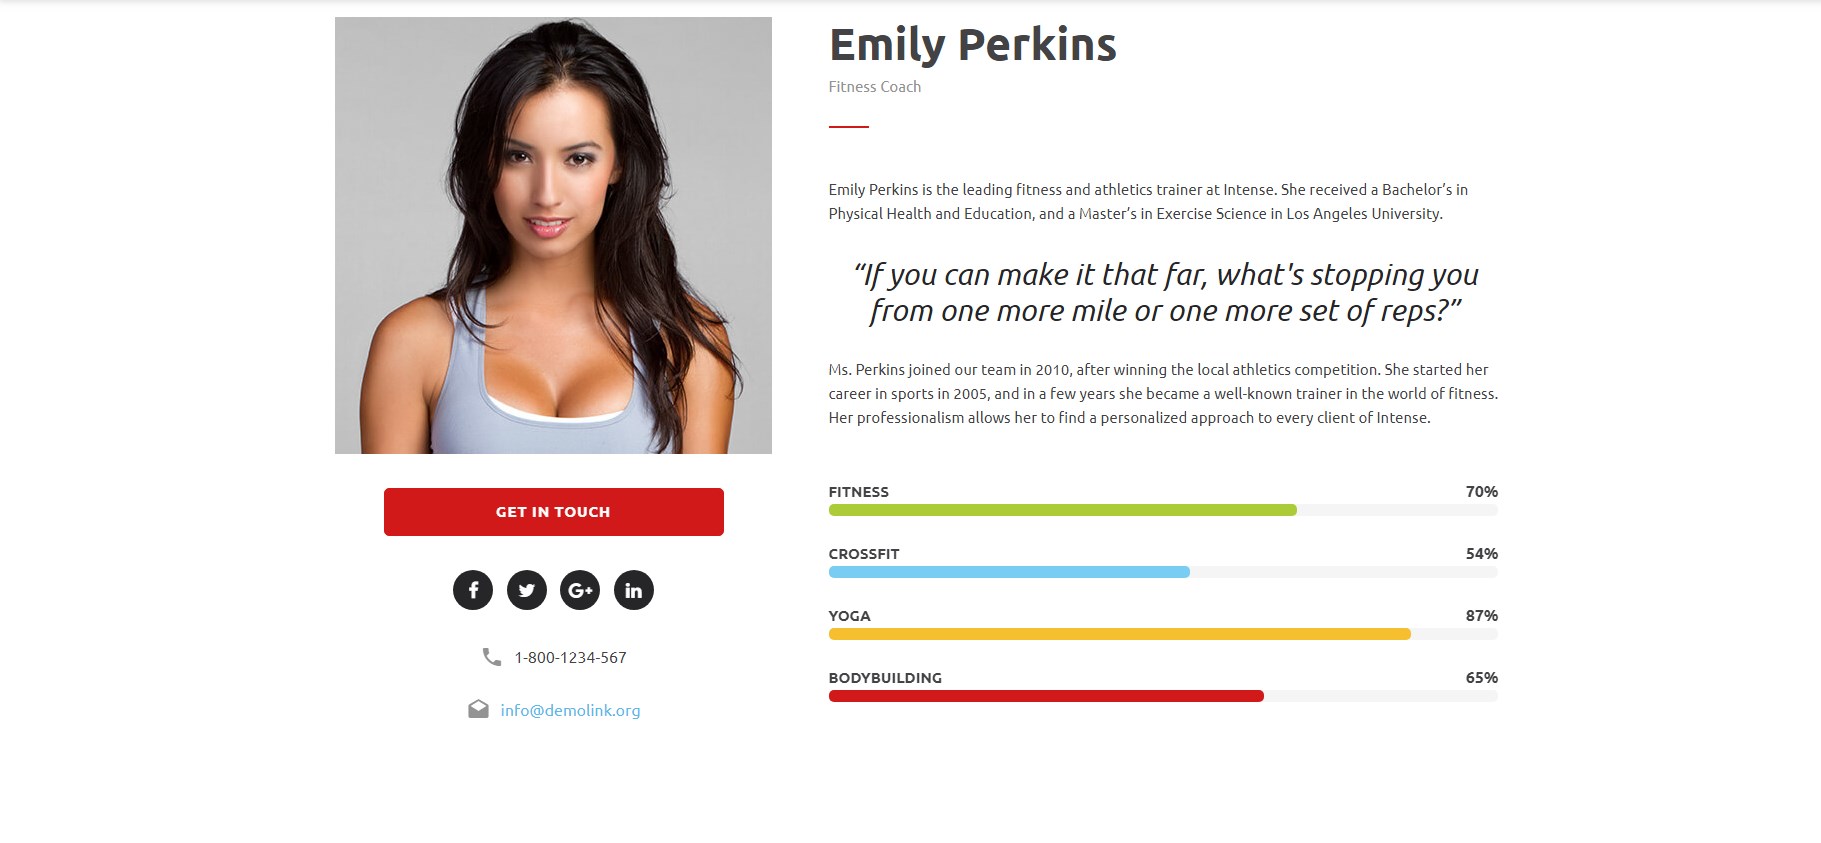 Emily Perkins
Fitness Coach
Emily Perkins is the leading fitness and athletics trainer at Intense. She received a Bachelor’s in
Physical Health and Education, and a Master’s in Exercise Science in Los Angeles University.
“If you can make it that far, what's stopping you
from one more mile or one more set of reps?”
Ms. Perkins joined our team in 2010, after winning the local athletics competition. She started her
career in sports in 2005, and in a few years she became a well-known trainer in the world of fitness.
Her professionalism allows her to find a personalized approach to every client of Intense.
FITNESS 70%
CROSSFIT 54%
YOGA 87%
BODYBUILDING 65%
GET IN TOUCH
f G+ in
1-800-1234-567
info@demolink.org